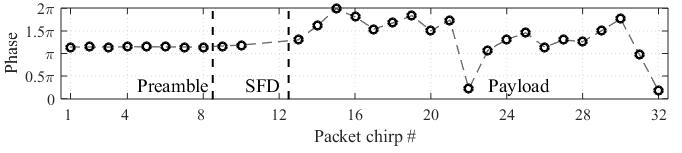 2π
1.5π
π
0.5π
0
Phase
Preamble SFD Payload
1 4 8 12 16 20 24 28 32
Packet chirp #